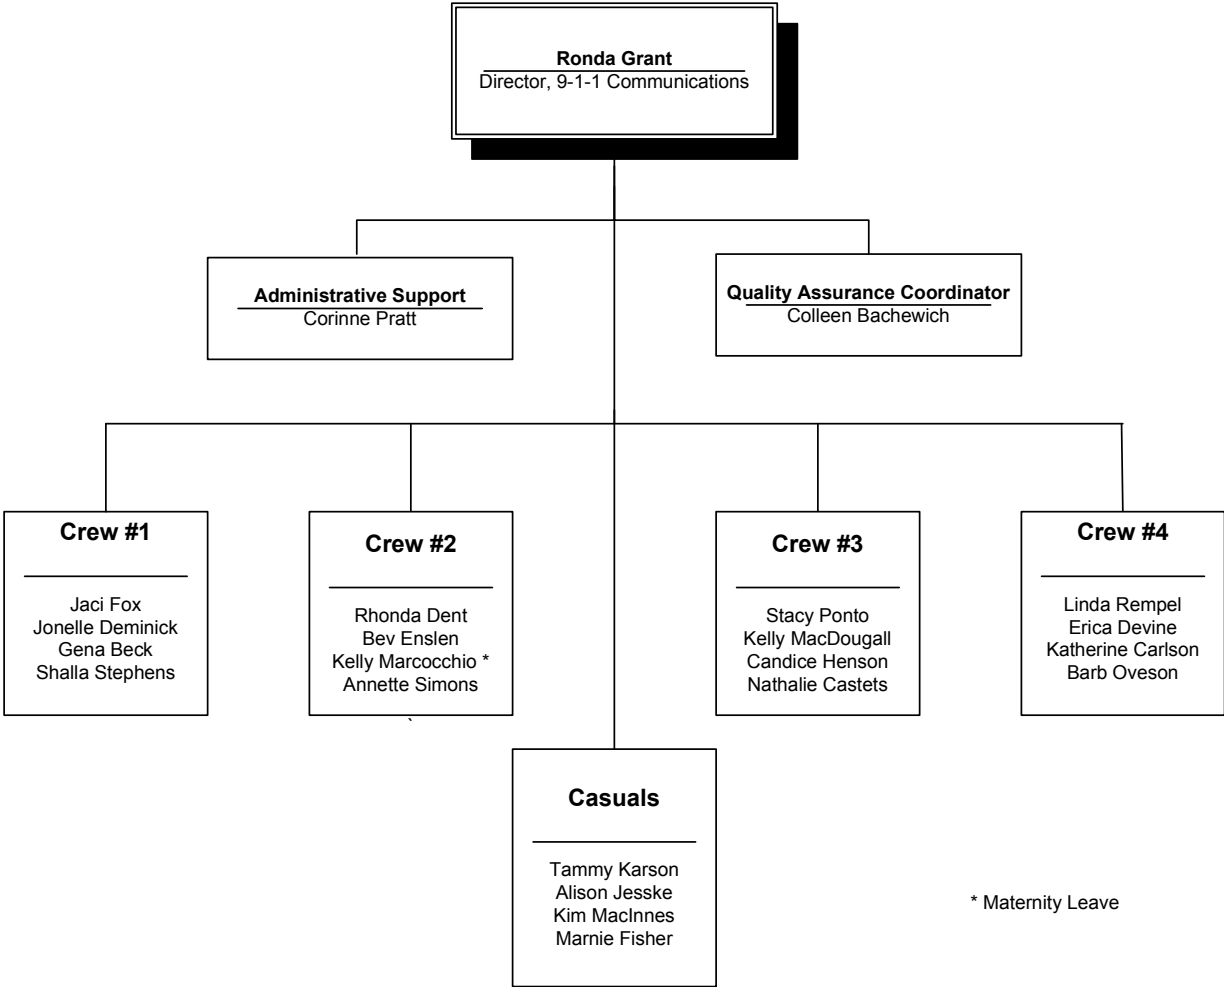 Ronda Grant
Director, 9-1-1 Communications
Administrative Support
Corinne Pratt
Quality Assurance Coordinator
Colleen Bachewich
Crew #1
Jaci Fox
Jonelle Deminick
Gena Beck
Shalla Stephens
Crew #2
Rhonda Dent
Bev Enslen
Kelly Marcocchio *
Annette Simons
`
Crew #3
Stacy Ponto
Kelly MacDougall
Candice Henson
Nathalie Castets
Crew #4
Linda Rempel
Erica Devine
Katherine Carlson
Barb Oveson
Casuals
Tammy Karson
Alison Jesske
Kim MacInnes
Marnie Fisher
* Maternity Leave